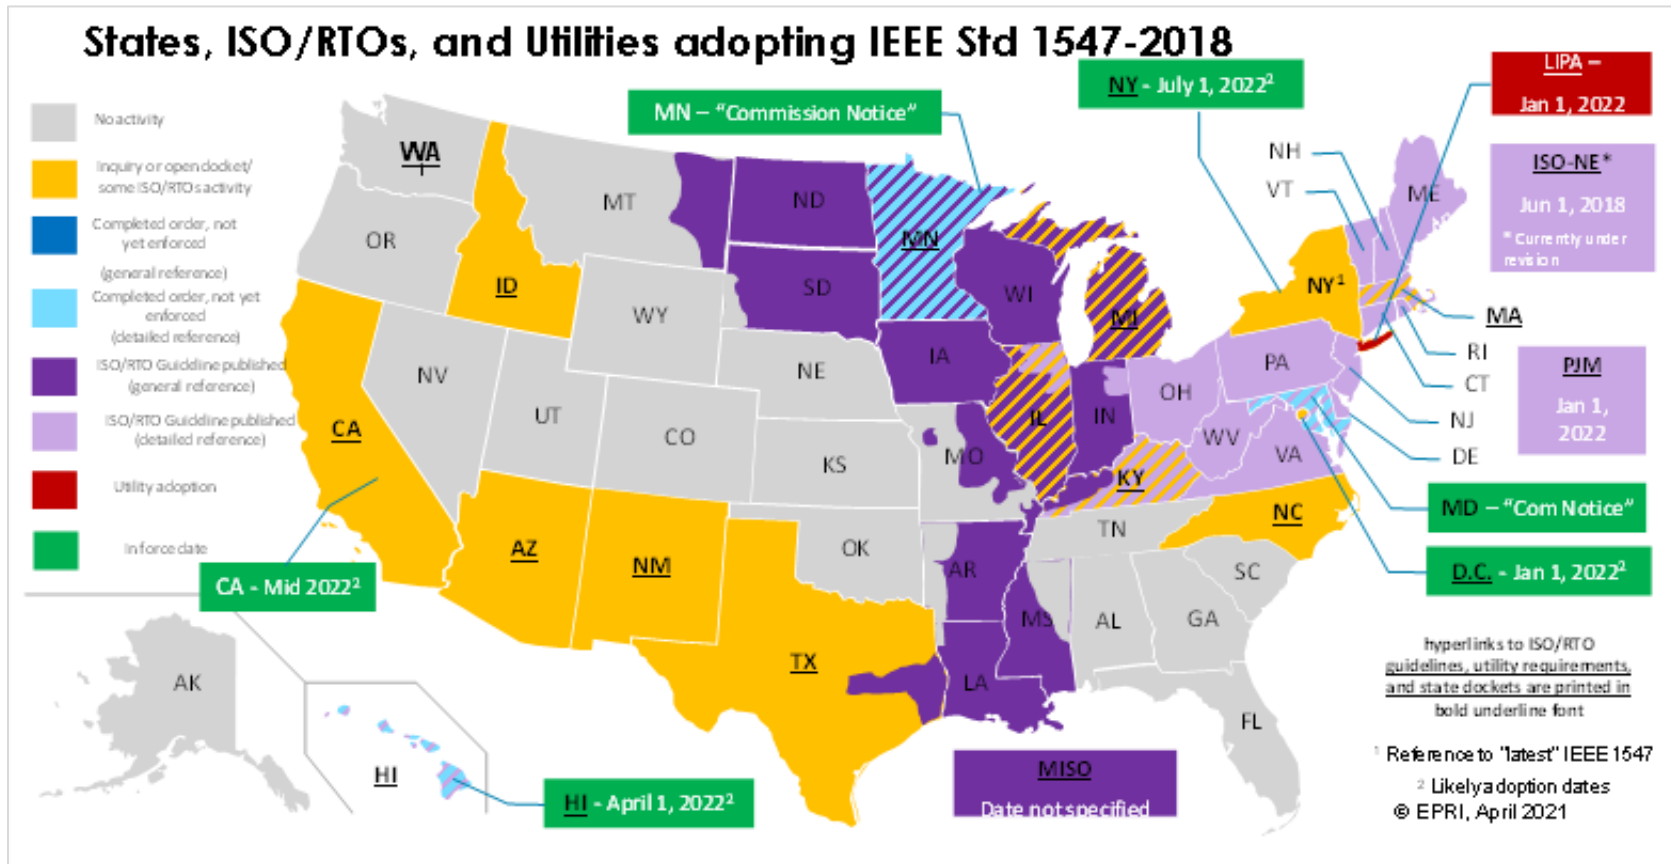 States, ISO/RTOs, and Utilities adopting IEEE Std 1547-2018
No activity
Inquiry or open docket/
some ISO/RTOs activity
Completed order, not
yet enforced
(general reference)
Completed order, not yet
enforced
(detailed reference)
ISO/RTO Guideline published
(general reference)
ISO/RTO Guideline published
(detailed reference)
Utility adoption
In force date
MN – “Commission Notice”
NY - July 1, 2022²
LIPA –
Jan 1, 2022
ISO-NE*
Jun 1, 2018
* Currently under
revision
PJM
Jan 1,
2022
MD – “Com Notice”
D.C. - Jan 1, 2022²
CA - Mid 2022²
HI - April 1, 2022²
MISO
Date not specified
WA
OR
CA
ID
NV
MT
WY
UT
AZ
CO
NM
ND
SD
NE
KS
OK
TX
MN
IA
MO
AR
LA
WI
IL
MI
IN
KY
TN
MS
AL
GA
FL
SC
NC
VA
WV
OH
PA
NY¹
ME
NH
VT
MA
RI
CT
NJ
DE
AK
HI
hyperlinks to ISO/RTO
guidelines, utility requirements,
and state dockets are printed in
bold underline font
¹ Reference to "latest" IEEE 1547
² Likely adoption dates
© EPRI, April 2021